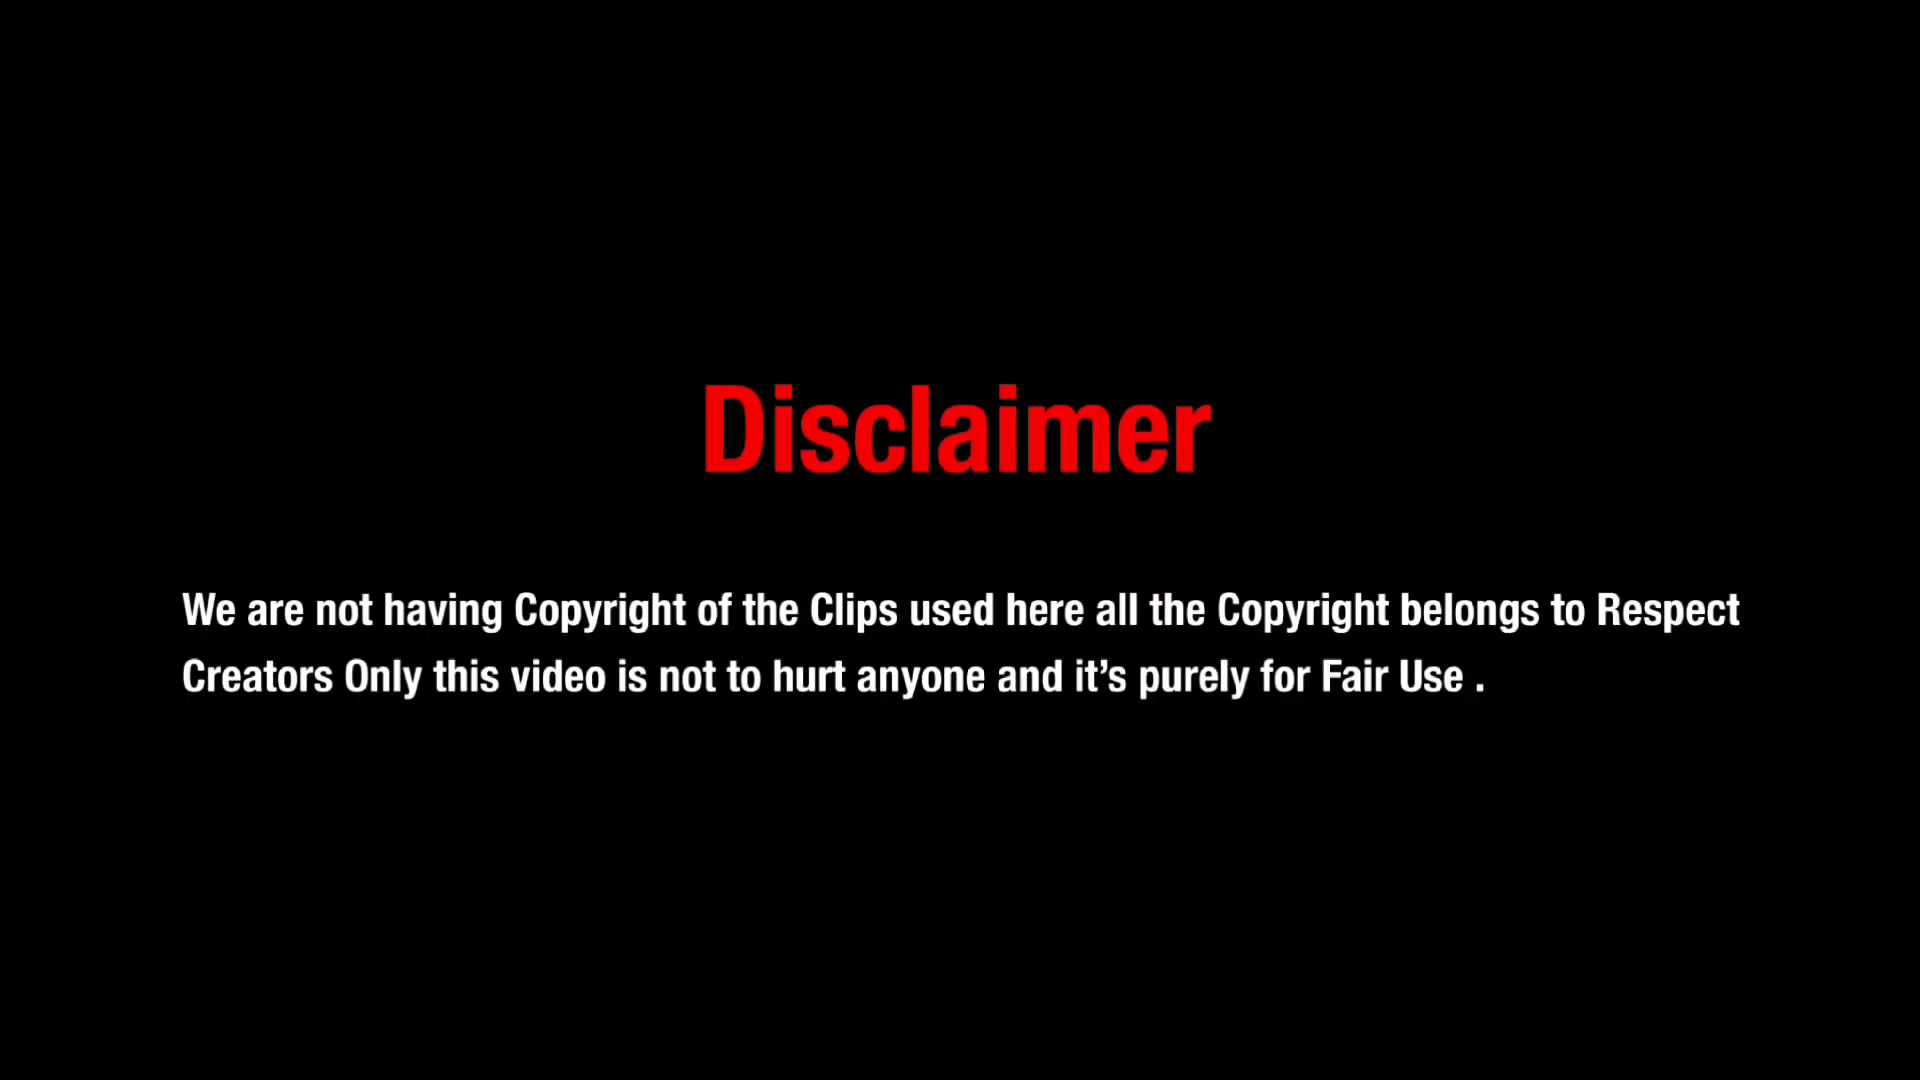 Disclaimer
We are not having Copyright of the Clips used here all the Copyright belongs to Respect
Creators Only this video is not to hurt anyone and it’s purely for Fair Use .